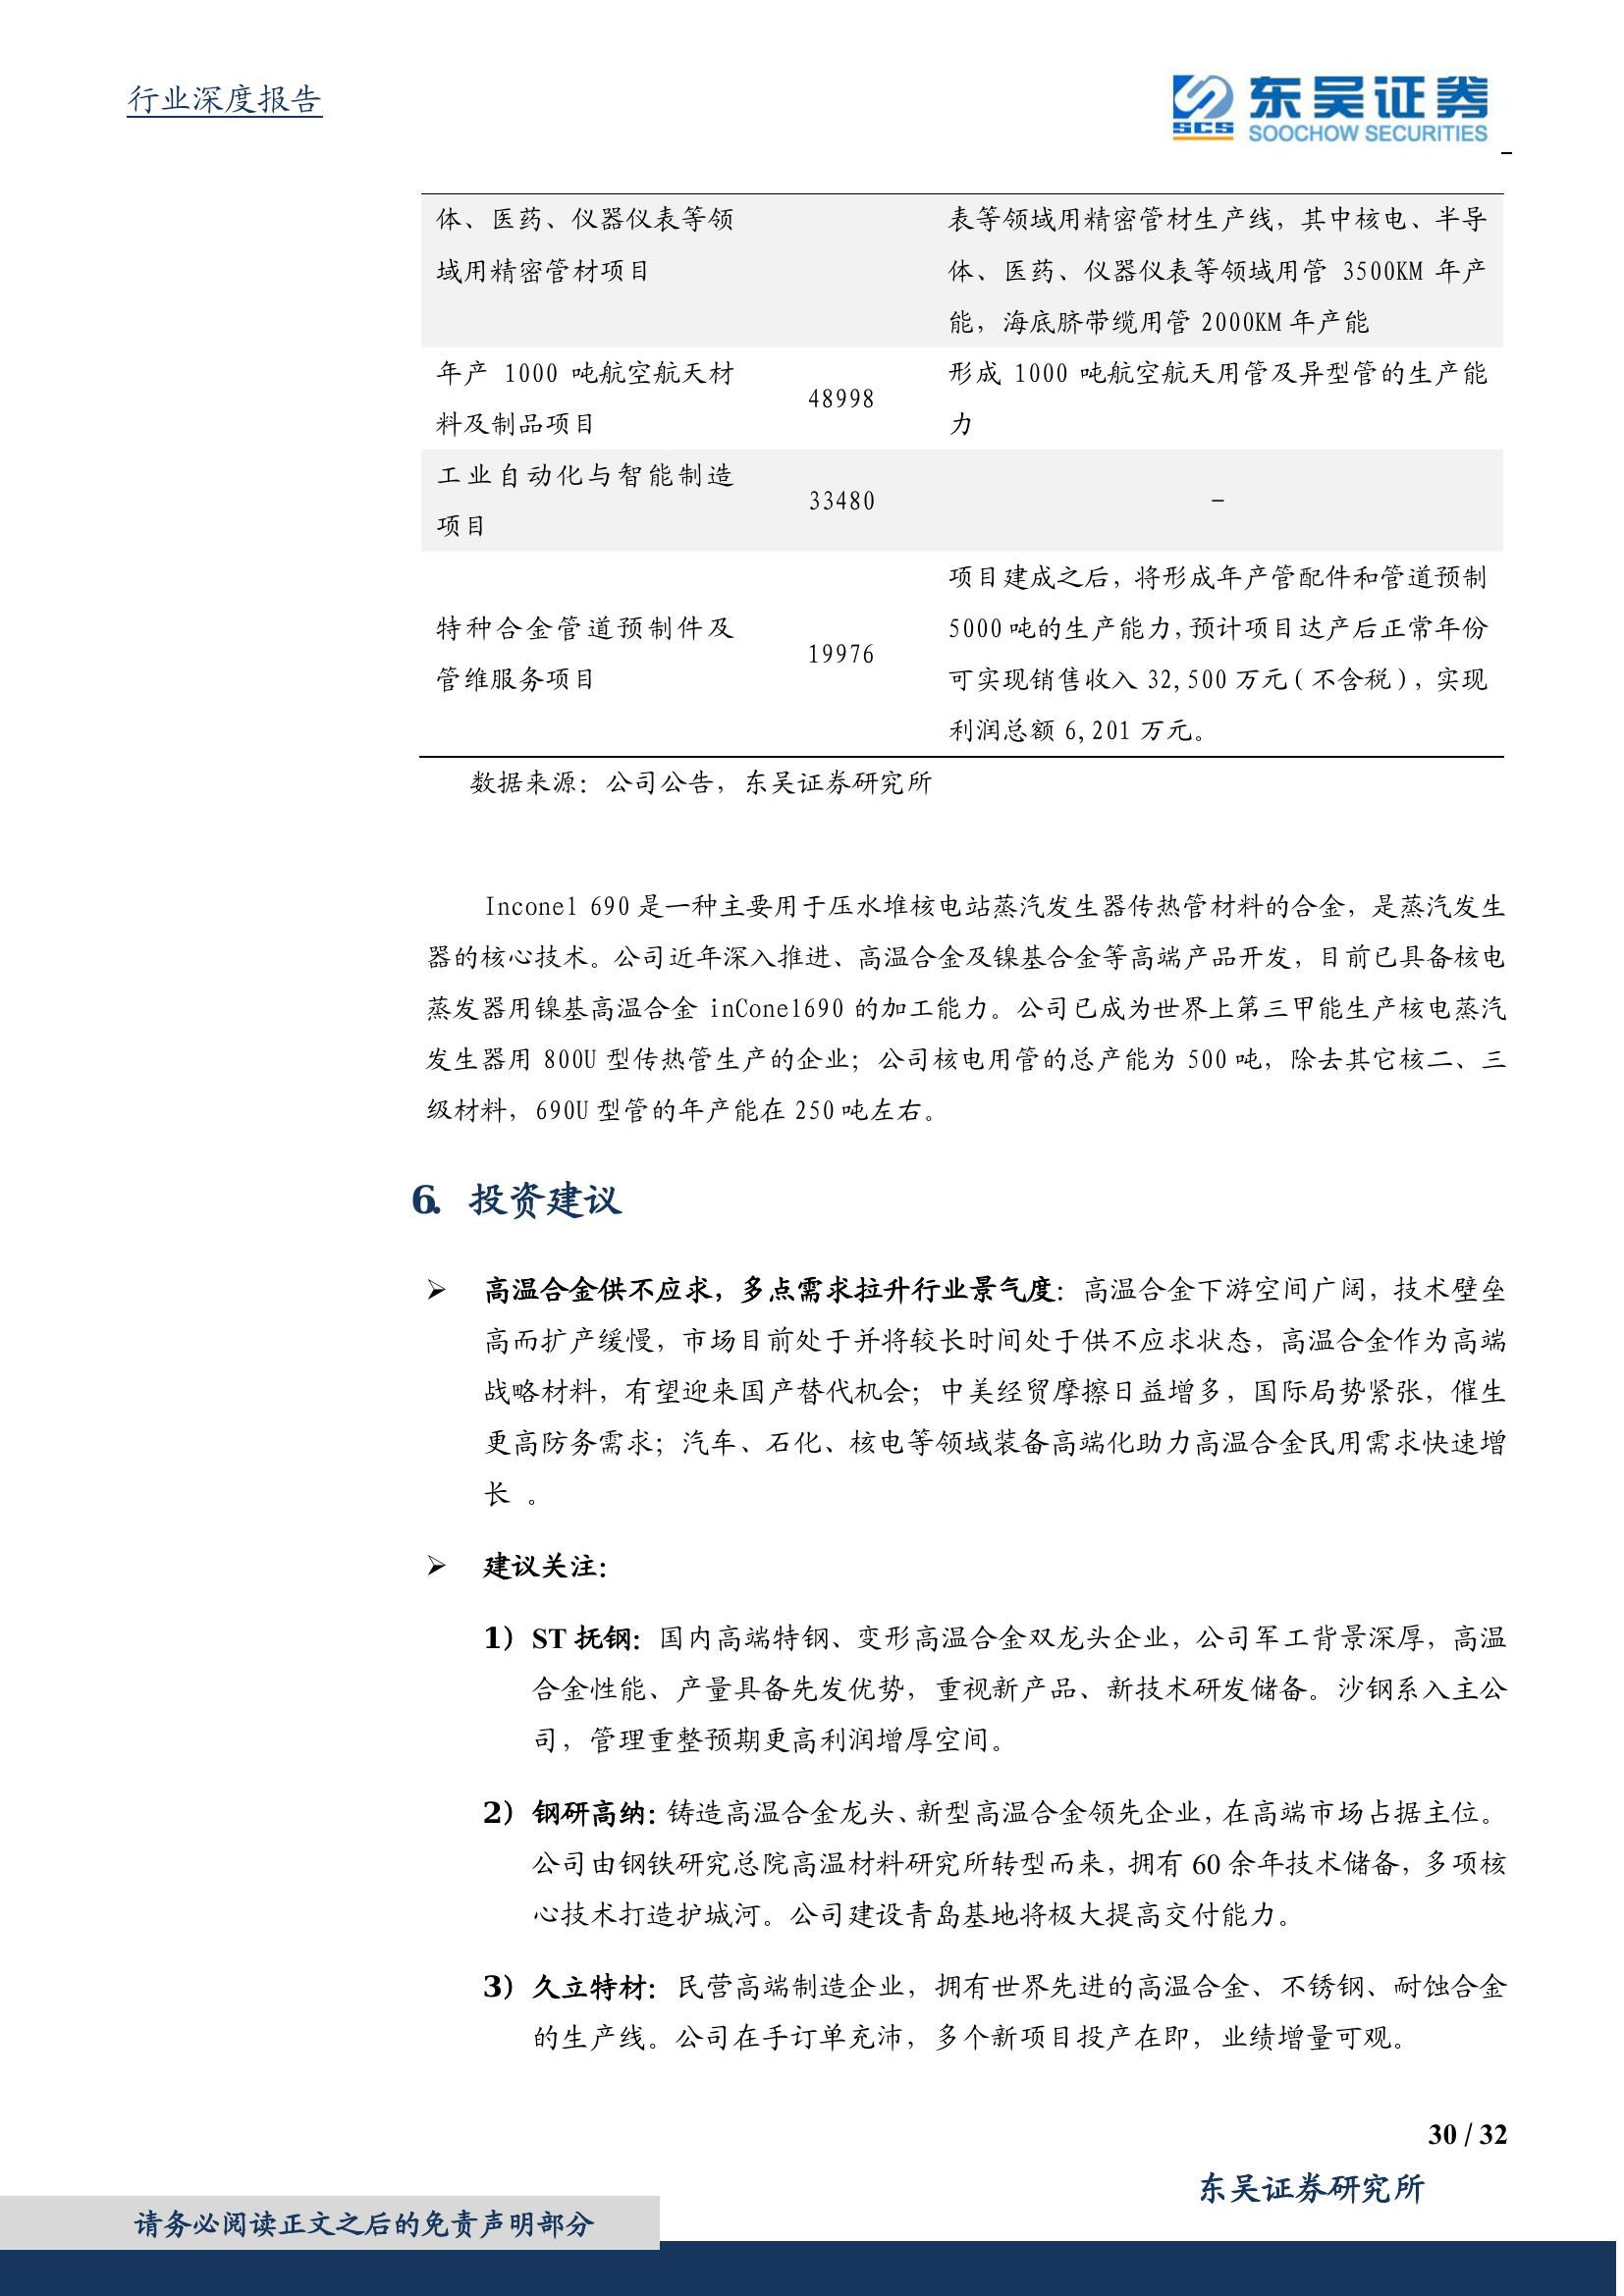 行业深度报告
SCS
东吴证券
SOOCHOW SECURITIES
体、医药、仪器仪表等领
域用精密管材项目
表等领域用精密管材生产线，其中核电、半导
体、医药、仪器仪表等领域用管 3500KM 年产
能，海底脐带缆用管 2000KM 年产能
年产 1000 吨航空航天材
料及制品项目
48998
形成 1000 吨航空航天用管及异型管的生产能
力
工业自动化与智能制造
项目
33480
-
特种合金管道预制件及
管维服务项目
19976
项目建成之后，将形成年产管配件和管道预制
5000 吨的生产能力，预计项目达产后正常年份
可实现销售收入 32,500 万元（不含税），实现
利润总额 6,201 万元。
数据来源：公司公告，东吴证券研究所
Inconel 690 是一种主要用于压水堆核电站蒸汽发生器传热管材料的合金，是蒸汽发生
器的核心技术。公司近年深入推进、高温合金及镍基合金等高端产品开发，目前已具备核电
蒸发器用镍基高温合金 inConel690 的加工能力。公司已成为世界上第三甲能生产核电蒸汽
发生器用 800U 型传热管生产的企业；公司核电用管的总产能为 500 吨，除去其它核二、三
级材料，690U 型管的年产能在 250 吨左右。
6. 投资建议
➢ 高温合金供不应求，多点需求拉升行业景气度：高温合金下游空间广阔，技术壁垒
高而扩产缓慢，市场目前处于并将较长时间处于供不应求状态，高温合金作为高端
战略材料，有望迎来国产替代机会；中美经贸摩擦日益增多，国际局势紧张，催生
更高防务需求；汽车、石化、核电等领域装备高端化助力高温合金民用需求快速增
长 。
➢ 建议关注：
1) ST 抚钢：国内高端特钢、变形高温合金双龙头企业，公司军工背景深厚，高温
合金性能、产量具备先发优势，重视新产品、新技术研发储备。沙钢系入主公
司，管理重整预期更高利润增厚空间。
2) 钢研高纳：铸造高温合金龙头、新型高温合金领先企业，在高端市场占据主位。
公司由钢铁研究总院高温材料研究所转型而来，拥有 60 余年技术储备，多项核
心技术打造护城河。公司建设青岛基地将极大提高交付能力。
3) 久立特材：民营高端制造企业，拥有世界先进的高温合金、不锈钢、耐蚀合金
的生产线。公司在手订单充沛，多个新项目投产在即，业绩增量可观。
30 / 32
东吴证券研究所
请务必阅读正文之后的免责声明部分